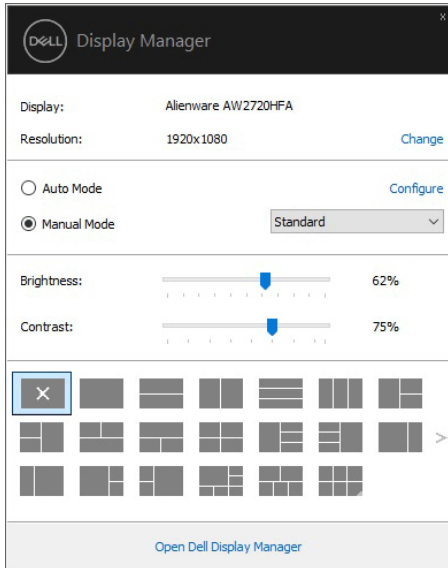 x
DELL Display Manager
Display: Alienware AW2720HFA
Resolution: 1920x1080 Change
Auto Mode Configure
Manual Mode Standard
Brightness: 62%
Contrast: 75%
Open Dell Display Manager